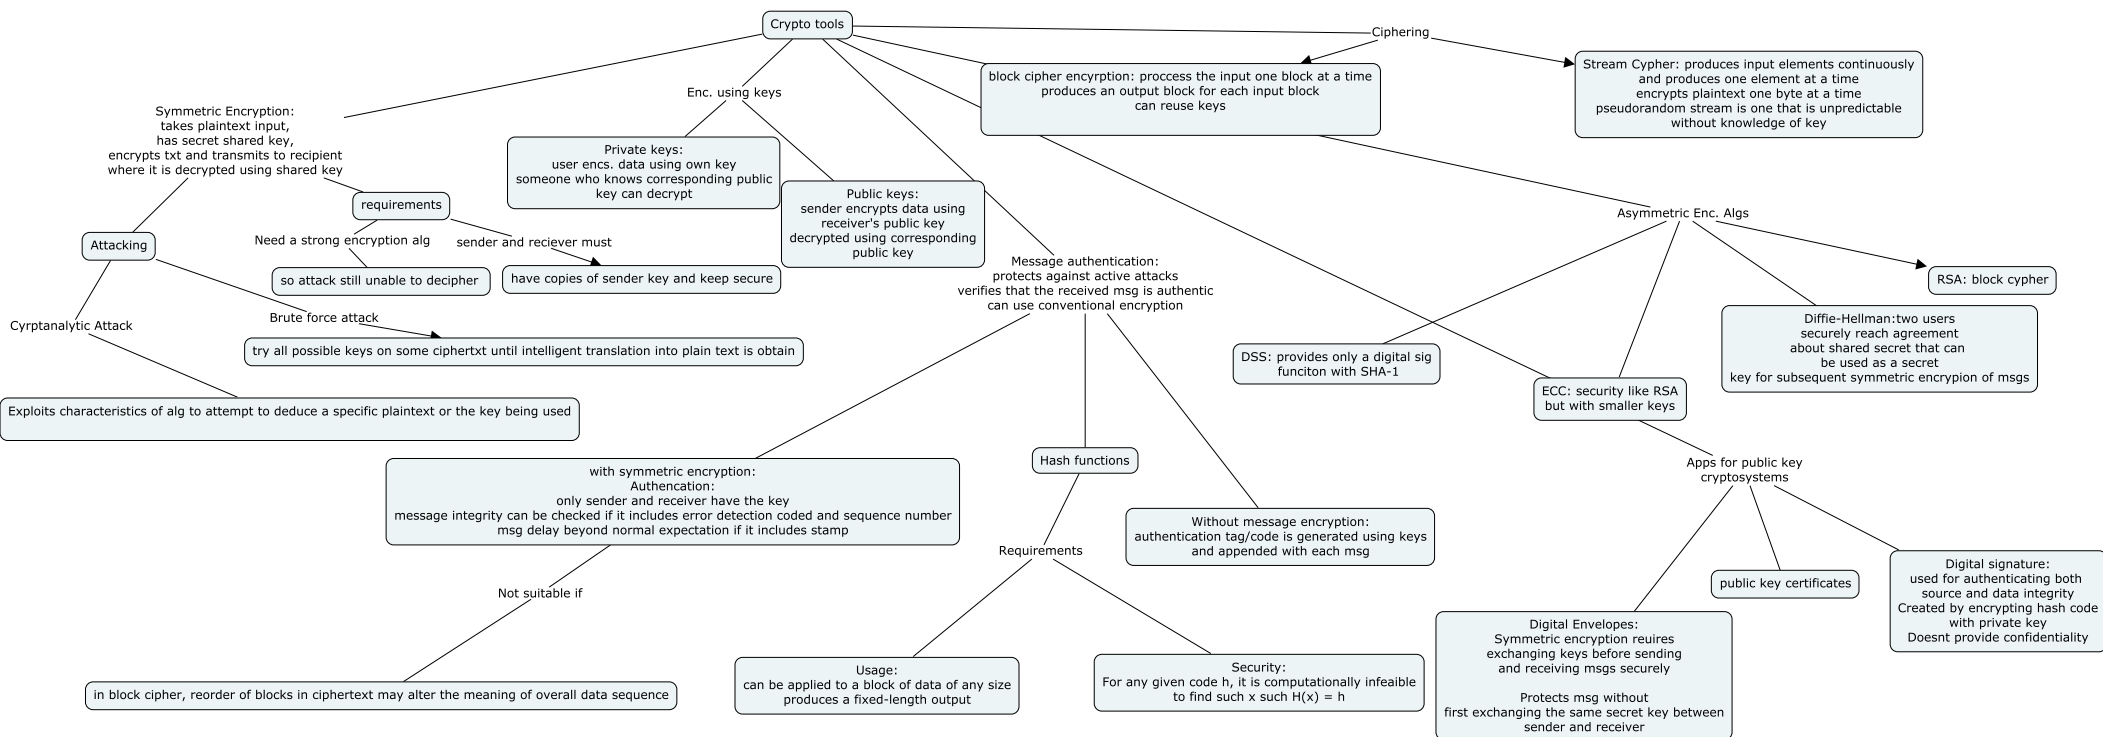 Crypto tools
Ciphering
block cipher encyrption: proccess the input one block at a time
produces an output block for each input block
can reuse keys
Stream Cypher: produces input elements continuously
and produces one element at a time
encrypts plaintext one byte at a time
pseudorandom stream is one that is unpredictable
without knowledge of key
Enc. using keys
Symmetric Encryption:
takes plaintext input,
has secret shared key,
encrypts txt and transmits to recipient
where it is decrypted using shared key
Private keys:
user encs. data using own key
someone who knows corresponding public
key can decrypt
Public keys:
sender encrypts data using
receiver's public key
decrypted using corresponding
public key
requirements
Attacking
Need a strong encryption alg
sender and reciever must
so attack still unable to decipher
have copies of sender key and keep secure
Asymmetric Enc. Algs
Message authentication:
protects against active attacks
verifies that the received msg is authentic
can use conventional encryption
RSA: block cypher
Cyrptanalytic Attack
Brute force attack
try all possible keys on some ciphertxt until intelligent translation into plain text is obtain
Diffie-Hellman:two users
securely reach agreement
about shared secret that can
be used as a secret
key for subsequent symmetric encrypion of msgs
DSS: provides only a digital sig
funciton with SHA-1
ECC: security like RSA
but with smaller keys
Exploits characteristics of alg to attempt to deduce a specific plaintext or the key being used
with symmetric encryption:
Authencation:
only sender and receiver have the key
message integrity can be checked if it includes error detection coded and sequence number
msg delay beyond normal expectation if it includes stamp
Hash functions
Apps for public key
cryptosystems
Without message encryption:
authentication tag/code is generated using keys
and appended with each msg
Requirements
Not suitable if
public key certificates
Digital signature:
used for authenticating both
source and data integrity
Created by encrypting hash code
with private key
Doesnt provide confidentiality
Digital Envelopes:
Symmetric encryption reuires
exchanging keys before sending
and receiving msgs securely
Protects msg without
first exchanging the same secret key between
sender and receiver
in block cipher, reorder of blocks in ciphertext may alter the meaning of overall data sequence
Usage:
can be applied to a block of data of any size
produces a fixed-length output
Security:
For any given code h, it is computationally infeaible
to find such x such H(x) = h